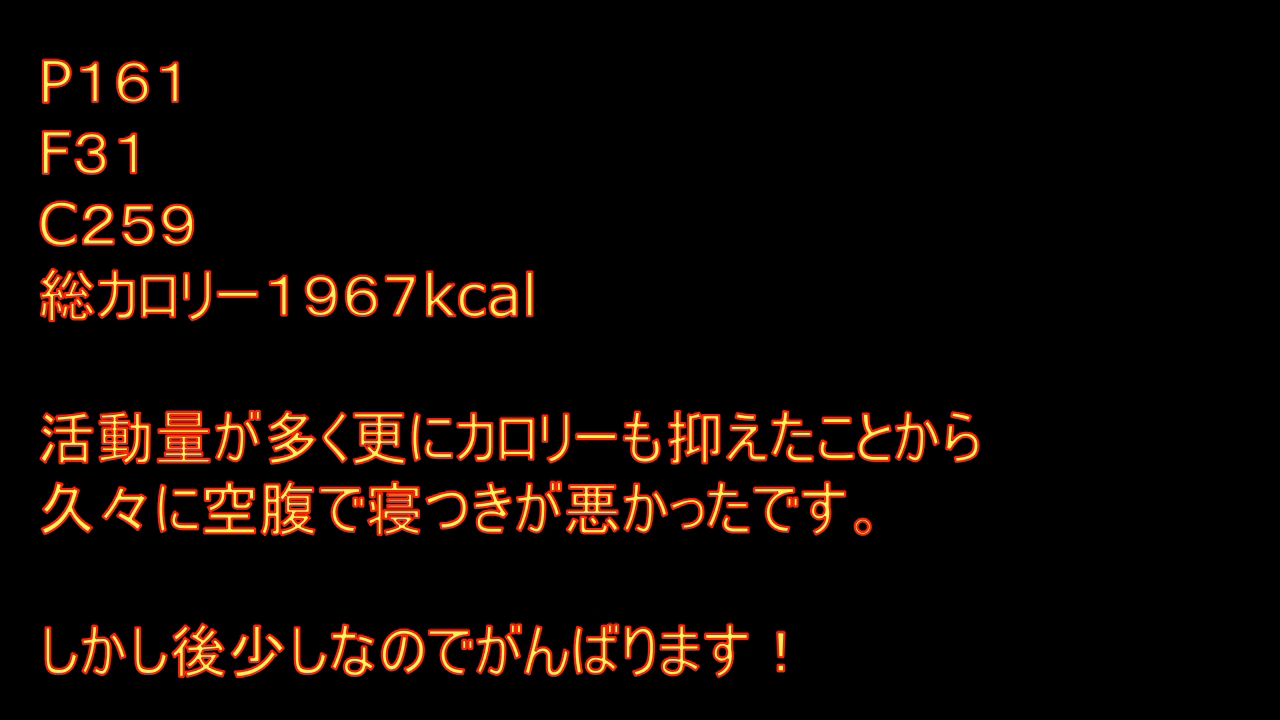 P161
F31
C259
総カロリー1967kcal
活動量が多く更にカロリーも抑えたことから
久々に空腹で寝つきが悪かったです。
しかし後少しなのでがんばります！